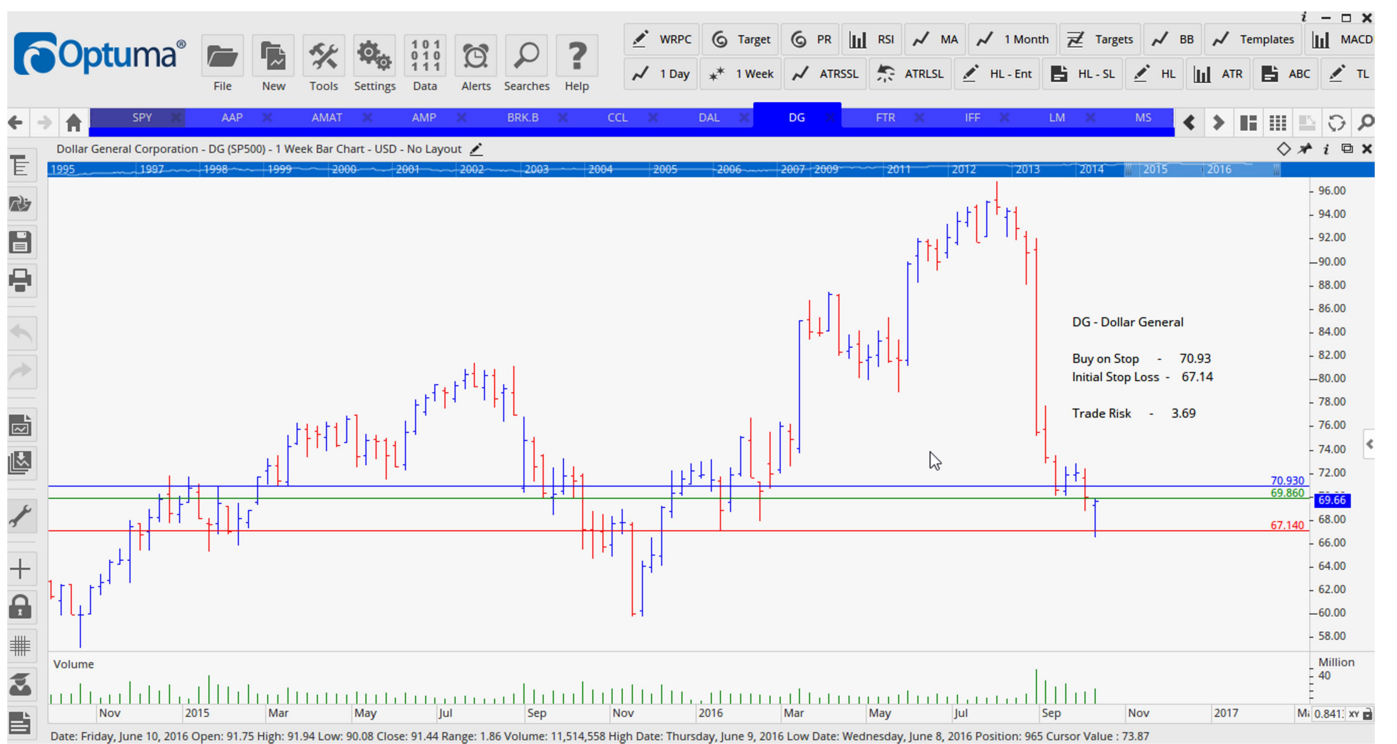 i
Optuma®
File New Tools Settings Data Alerts Searches Help
101
010
111
WRPC Target PR RSI MA 1 Month Targets BB Templates MACD
1 Day 1 Week ATRSSL ATRLSL HL - Ent HL - SL HL ATR ABC TL
SPY AAP AMAT AMP BRK.B CCL DAL DG FTR IFF LM MS
Dollar General Corporation - DG (SP500) - 1 Week Bar Chart - USD - No Layout
1995 1997 1998 1999 2000 2001 2002 2003 2004 2005 2006 2007 2009 2011 2012 2013 2014 2015 2016
96.00
94.00
92.00
90.00
88.00
86.00
84.00
82.00
80.00
78.00
76.00
74.00
72.00
68.00
66.00
64.00
62.00
60.00
58.00
DG - Dollar General
Buy on Stop - 70.93
Initial Stop Loss - 67.14
Trade Risk - 3.69
70.930
69.860
69.66
67.140
Volume
Million
40
Nov 2015 Mar May Jul Sep Nov 2016 Mar May Jul Sep Nov 2017 0.841 XY
Date: Friday, June 10, 2016 Open: 91.75 High: 91.94 Low: 90.08 Close: 91.44 Range: 1.86 Volume: 11,514,558 High Date: Thursday, June 9, 2016 Low Date: Wednesday, June 8, 2016 Position: 965 Cursor Value : 73.87